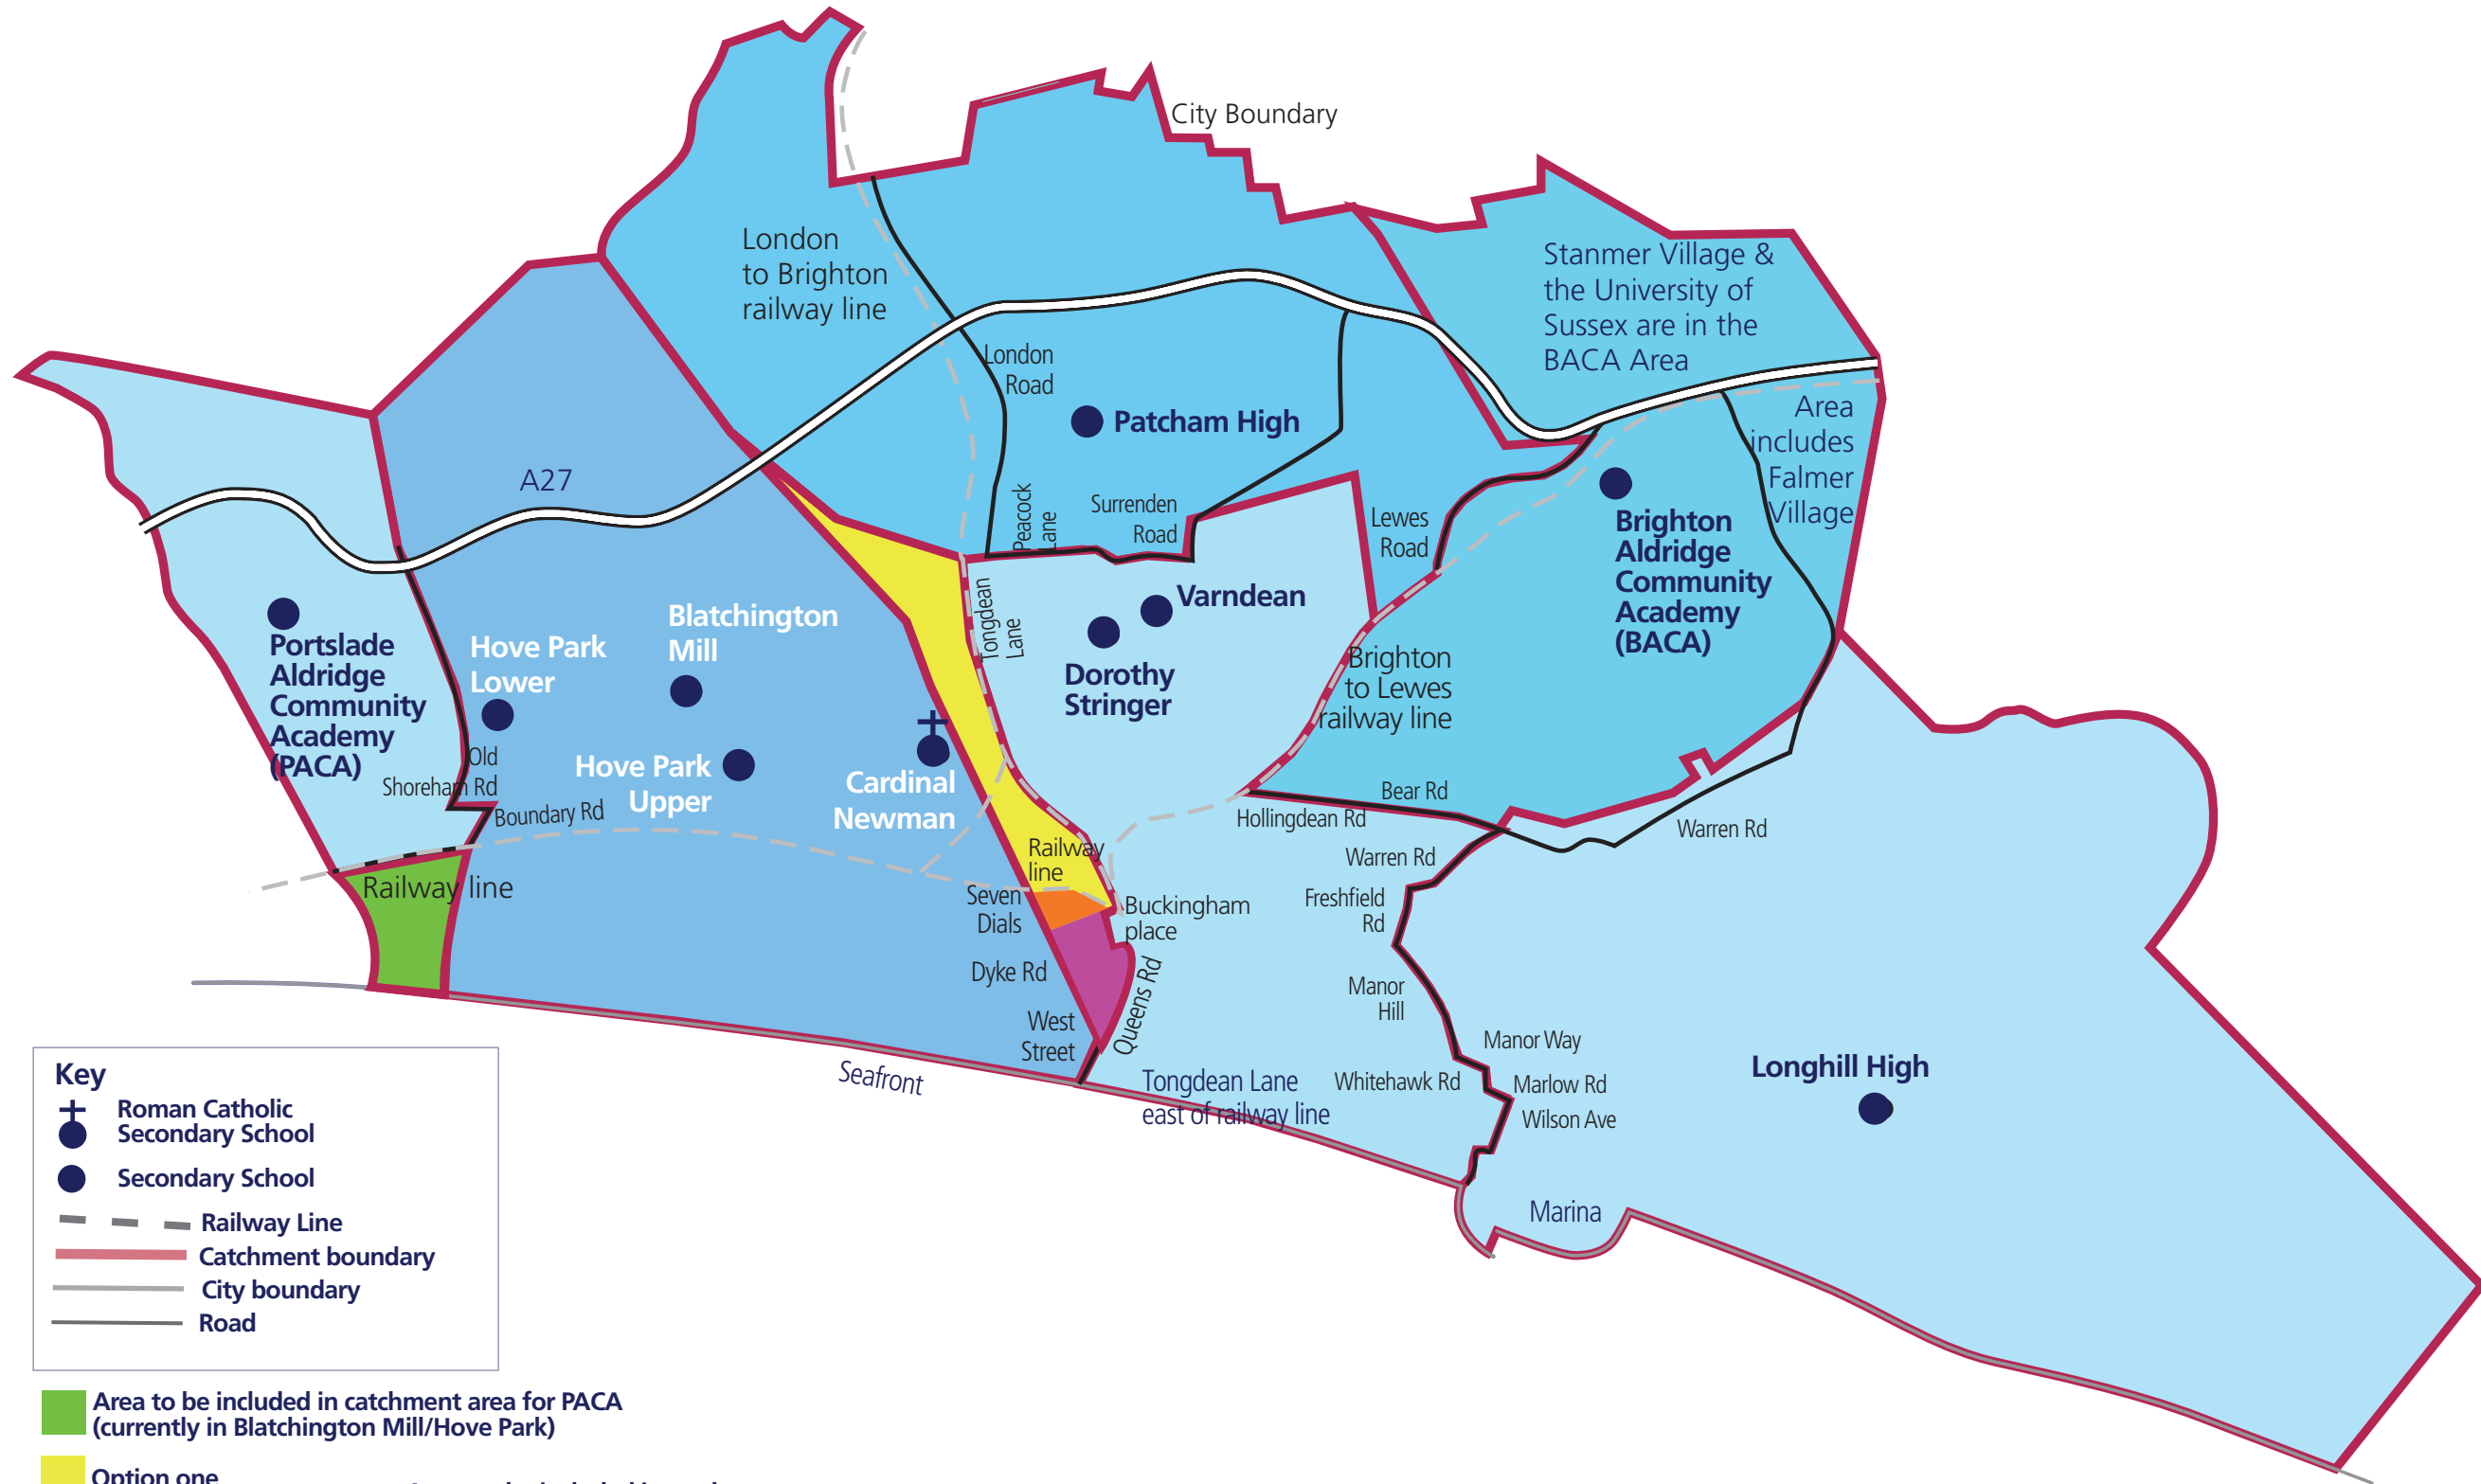 City Boundary
London
to Brighton
railway line
Stanmer Village &
the University of
Sussex are in the
BACA Area
London
Road
Patcham High
Area
includes
Falmer
Village
A27
Peacock
Lane
Surrenden
Road
Lewes
Road
Brighton
Aldridge
Community
Academy
(BACA)
Portslade
Aldridge
Community
Academy
(PACA)
Hove Park
Lower
Blatchington
Mill
Tongdean
Lane
Varndean
Dorothy
Stringer
Brighton
to Lewes
railway line
Old
Shoreham Rd
Boundary Rd
Hove Park
Upper
Cardinal
Newman
Bear Rd
Hollingdean Rd
Warren Rd
Warren Rd
Railway
line
Railway line
Seven
Dials
Buckingham
place
Freshfield
Rd
Dyke Rd
Queens Rd
Manor
Hill
West
Street
Manor Way
Seafront
Tongdean Lane
east of railway line
Whitehawk Rd
Marlow Rd
Wilson Ave
Longhill High
Marina
Key
Roman Catholic
Secondary School
Secondary School
Railway Line
Catchment boundary
City boundary
Road
Area to be included in catchment area for PACA
(currently in Blatchington Mill/Hove Park)
Option one